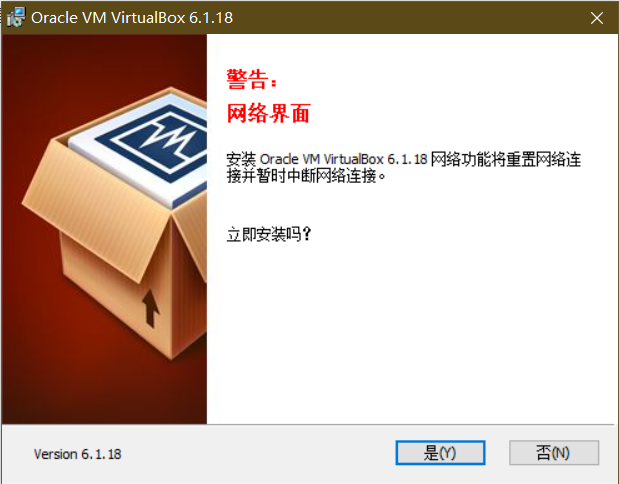 Oracle VM VirtualBox 6.1.18
警告：
网络界面
安装 Oracle VM VirtualBox 6.1.18 网络功能将重置网络连
接并暂时中断网络连接。
立即安装吗？
Version 6.1.18
是(Y)
否(N)